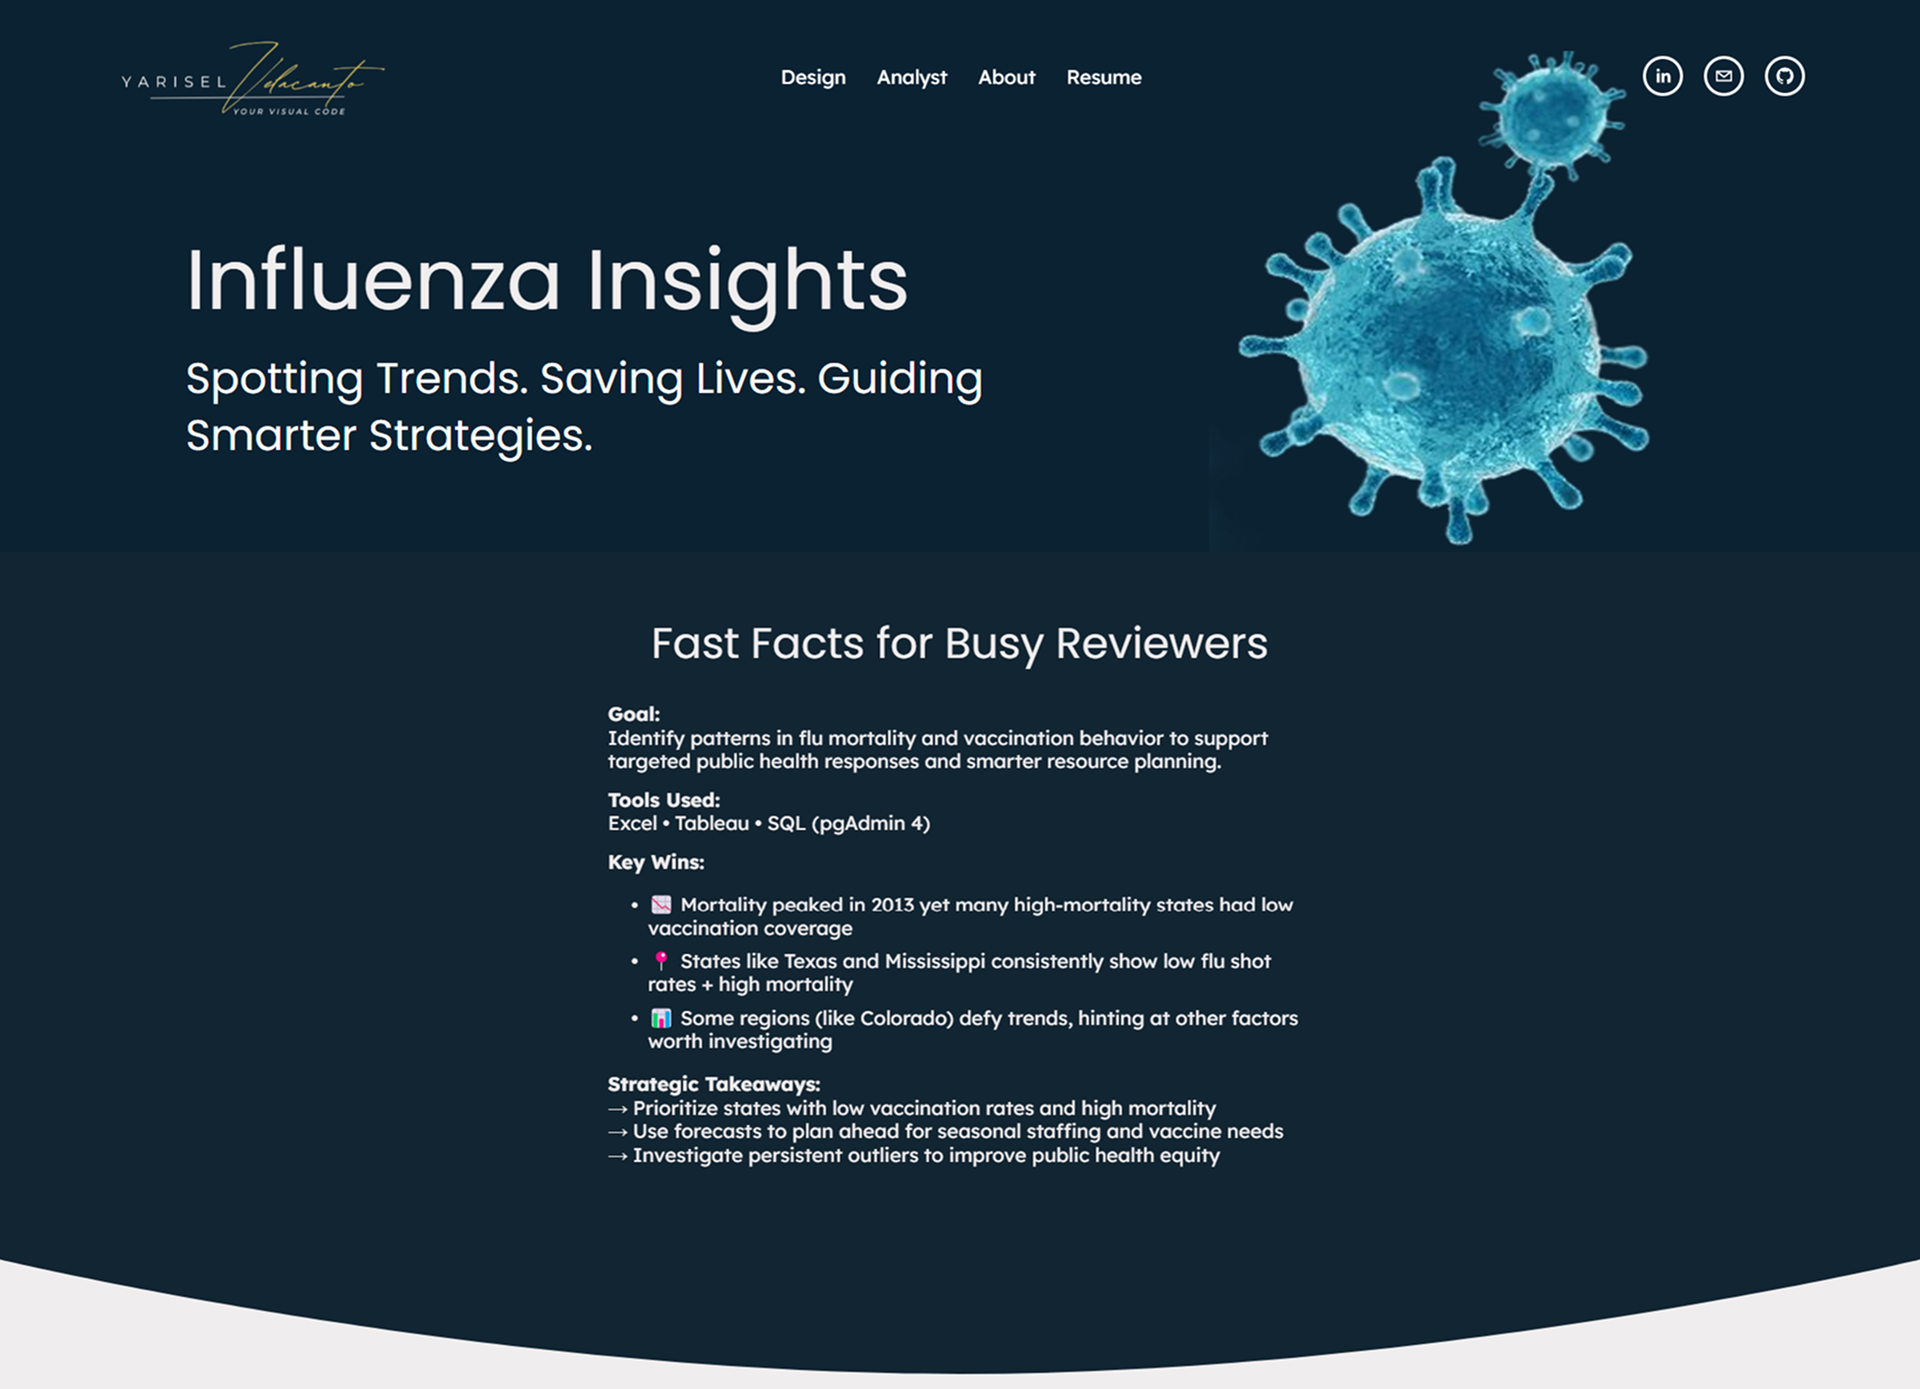 YARISEL Vdacanto
YOUR VISUAL CODE
Design Analyst About Resume
in
Influenza Insights
Spotting Trends. Saving Lives. Guiding
Smarter Strategies.
Fast Facts for Busy Reviewers
Goal:
Identify patterns in flu mortality and vaccination behavior to support
targeted public health responses and smarter resource planning.
Tools Used:
Excel • Tableau • SQL (pgAdmin 4)
Key Wins:
• 📉 Mortality peaked in 2013 yet many high-mortality states had low
vaccination coverage
• 📍 States like Texas and Mississippi consistently show low flu shot
rates + high mortality
• 📊 Some regions (like Colorado) defy trends, hinting at other factors
worth investigating
Strategic Takeaways:
→ Prioritize states with low vaccination rates and high mortality
→ Use forecasts to plan ahead for seasonal staffing and vaccine needs
→ Investigate persistent outliers to improve public health equity